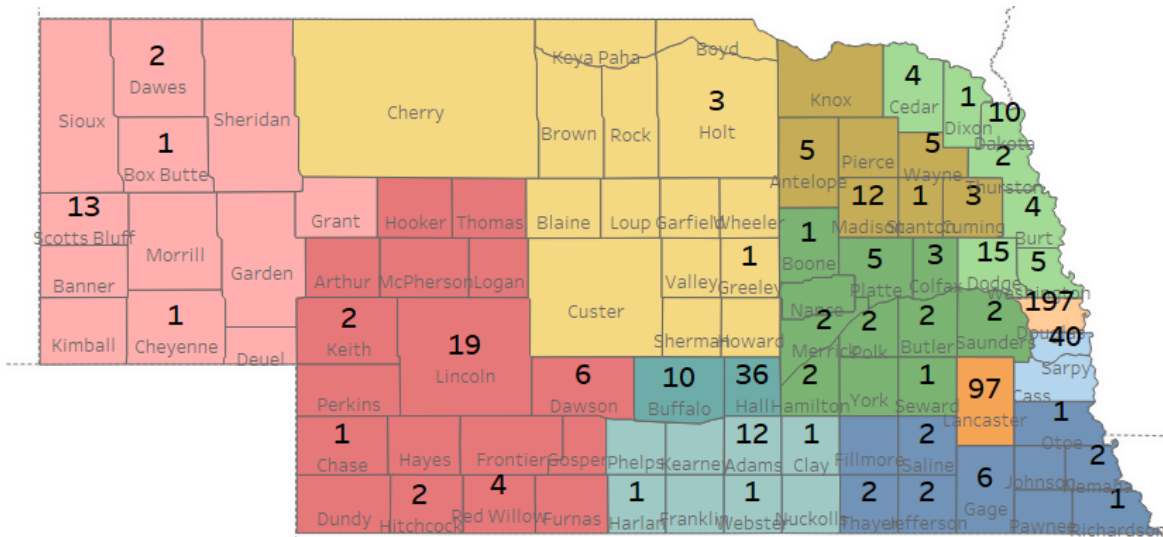 2
Dawes
Sioux
Sheridan
1
Box Butte
Cherry
Keya Paha
Boyd
Brown
Rock
3
Holt
Knox
4
Cedar
1
Dixon
10
Dakota
5
Antelope
Pierce
5
Wayne
2
Thurston
13
Scotts Bluff
Morrill
Garden
Banner
Kimball
1
Cheyenne
Deuel
Grant
Hooker
Thomas
Arthur
McPherson
Logan
Blaine
Loup
Garfield
Wheeler
12
Madison
1
Stanton
3
Cuming
4
Burt
Custer
Valley
1
Greeley
Sherman
Howard
1
Boone
Nance
5
Platte
3
Colfax
15
Dodge
5
Washington
2
Keith
19
Lincoln
Perkins
2
Merrick
2
Polk
2
Butler
2
Saunders
197
Douglas
40
Sarpy
Cass
6
Dawson
10
Buffalo
36
Hall
2
Hamilton
York
1
Seward
97
Lancaster
1
Otoe
1
Chase
Hayes
Frontier
Gosper
Phelps
Kearney
12
Adams
1
Clay
Fillmore
2
Saline
6
Gage
Johnson
2
Nemaha
Dundy
2
Hitchcock
4
Red Willow
Furnas
1
Harlan
Franklin
1
Webster
Nuckolls
2
Thayer
2
Jefferson
Pawnee
1
Richardson